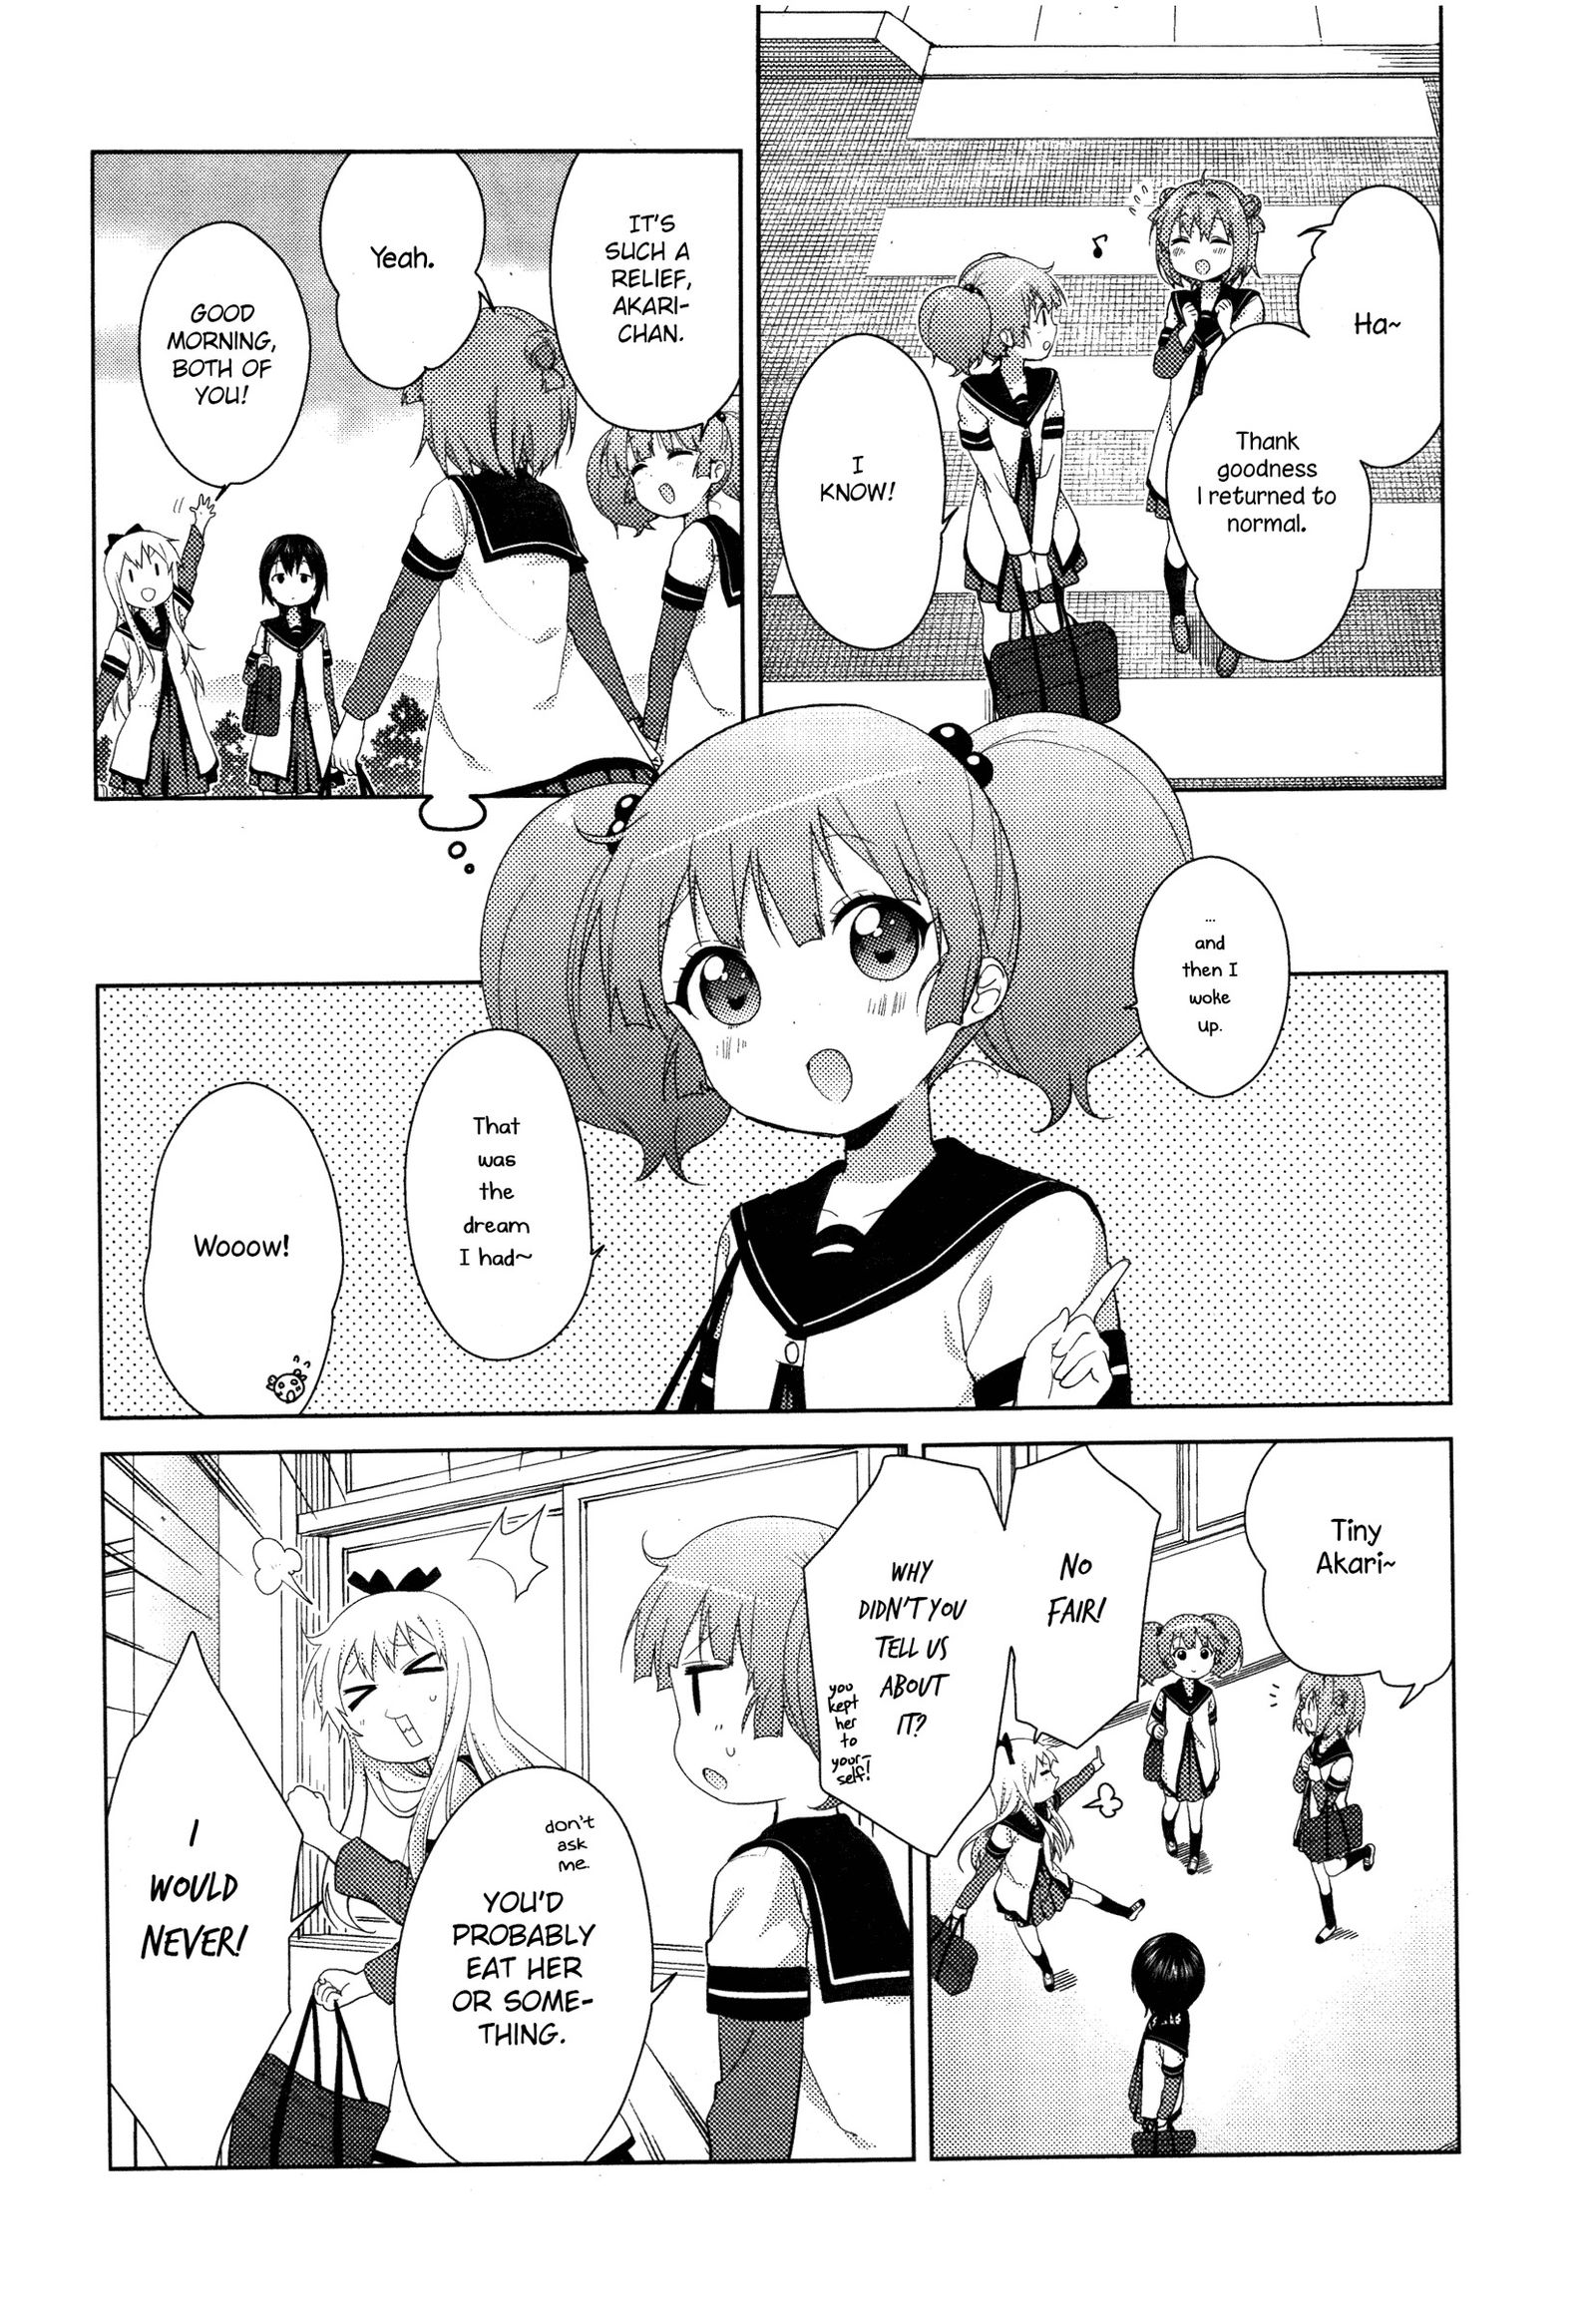 Ha~
Thank
goodness
I returned to
normal.
I
KNOW!
IT'S
SUCH A
RELIEF,
AKARI-
CHAN.
Yeah.
GOOD
MORNING,
BOTH OF
YOU!
...
and
then I
woke
up.
That
was
the
dream
I had~
Wooow!
Tiny
Akari~
NO
FAIR!
WHY
DIDN'T YOU
TELL US
ABOUT
IT?
you
kept
her
to
your-
self!
don't
ask
me.
YOU'D
PROBABLY
EAT HER
OR SOME-
THING.
I
WOULD
NEVER!